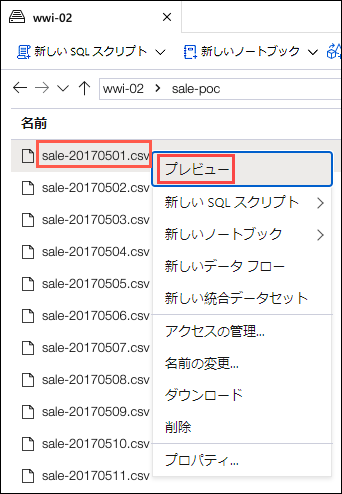 wwi-02
新しい SQL スクリプト
新しいノートブック
wwi-02
sale-poc
名前
sale-20170501.csv
sale-20170502.csv
sale-20170503.csv
sale-20170504.csv
sale-20170505.csv
sale-20170506.csv
sale-20170507.csv
sale-20170508.csv
sale-20170509.csv
sale-20170510.csv
sale-20170511.csv
プレビュー
新しい SQL スクリプト
新しいノートブック
新しいデータ フロー
新しい統合データセット
アクセスの管理...
名前の変更...
ダウンロード
削除
プロパティ...